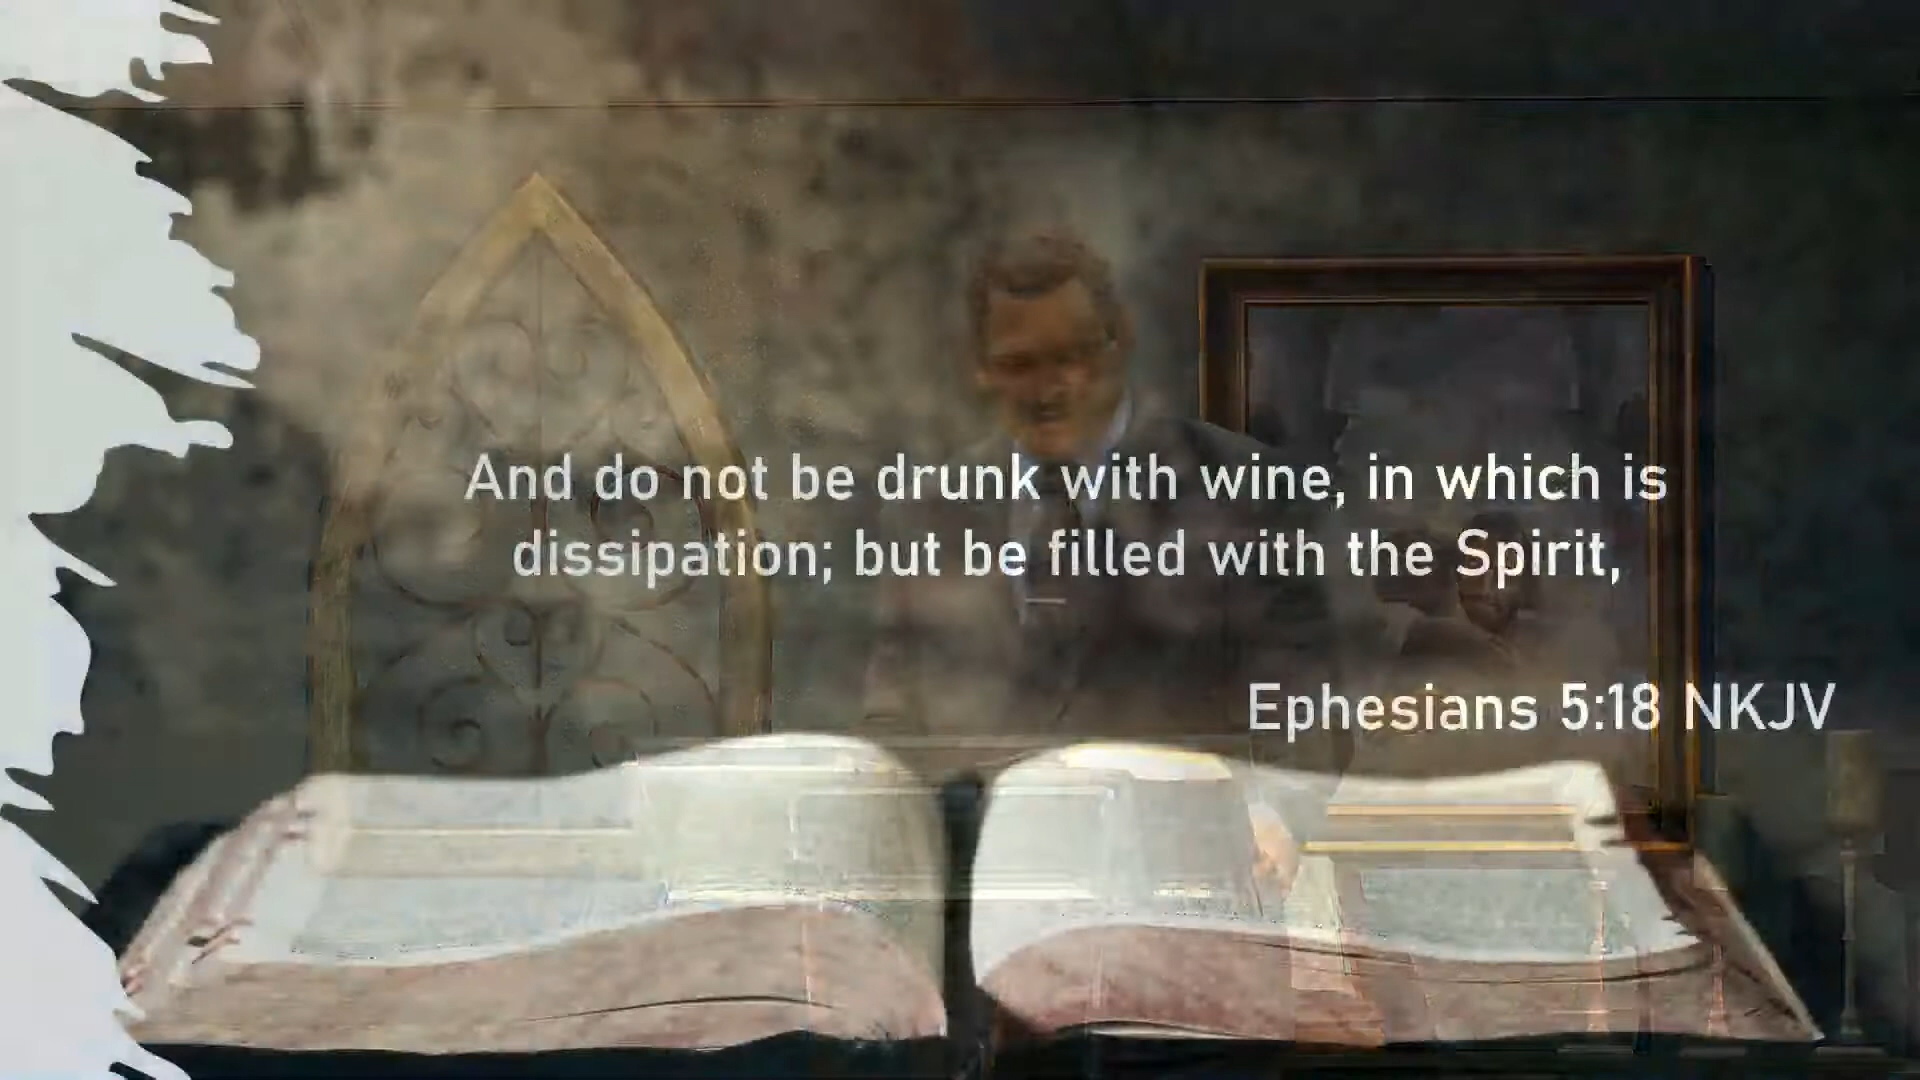 And do not be drunk with wine, in which is
dissipation; but be filled with the Spirit,
Ephesians 5:18 NKJV